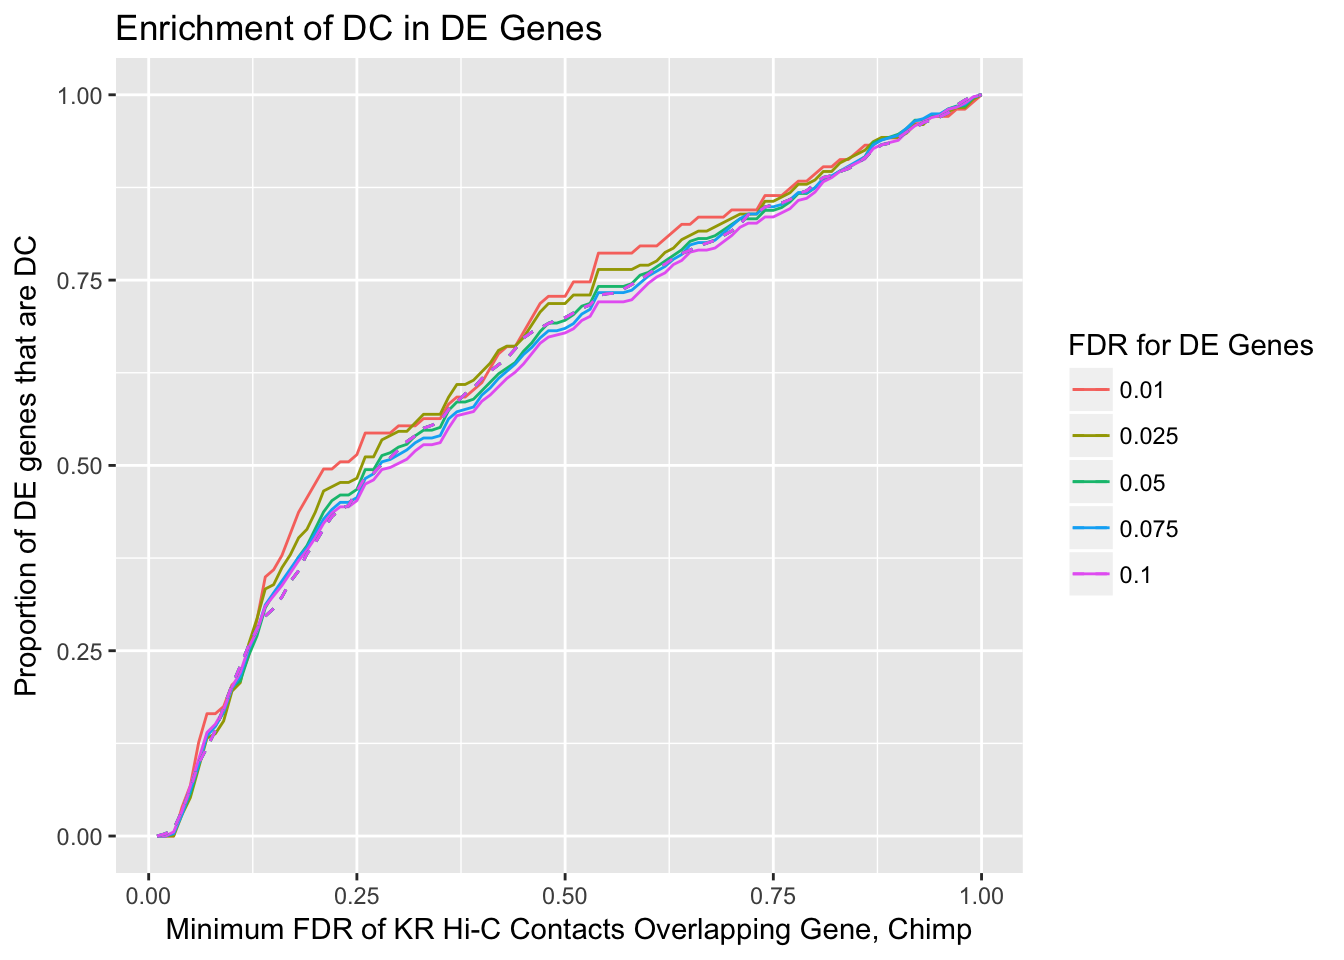 Enrichment of DC in DE Genes
Proportion of DE genes that are DC
1.00
0.75
0.50
0.25
0.00
0.00 0.25 0.50 0.75 1.00
Minimum FDR of KR Hi-C Contacts Overlapping Gene, Chimp
FDR for DE Genes
0.01
0.025
0.05
0.075
0.1